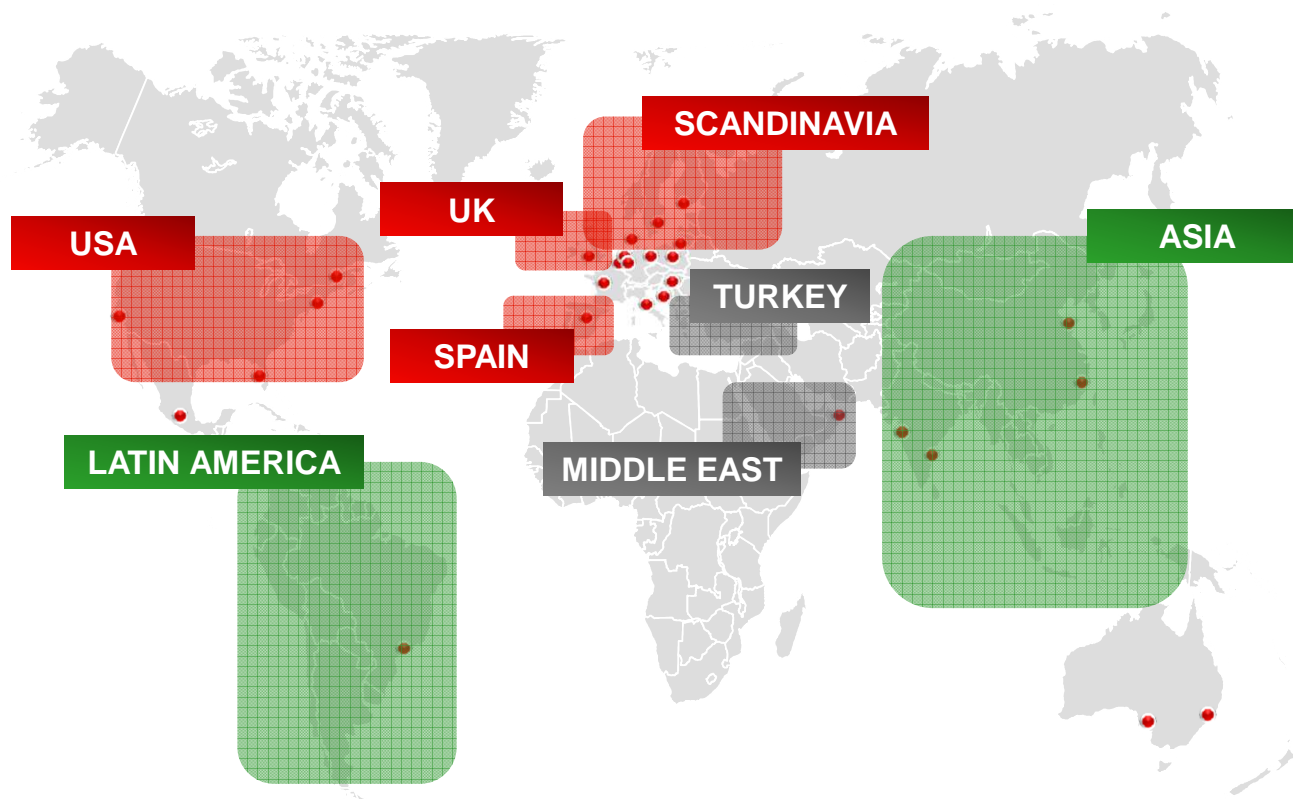 SCANDINAVIA
UK
USA
ASIA
TURKEY
SPAIN
LATIN AMERICA
MIDDLE EAST